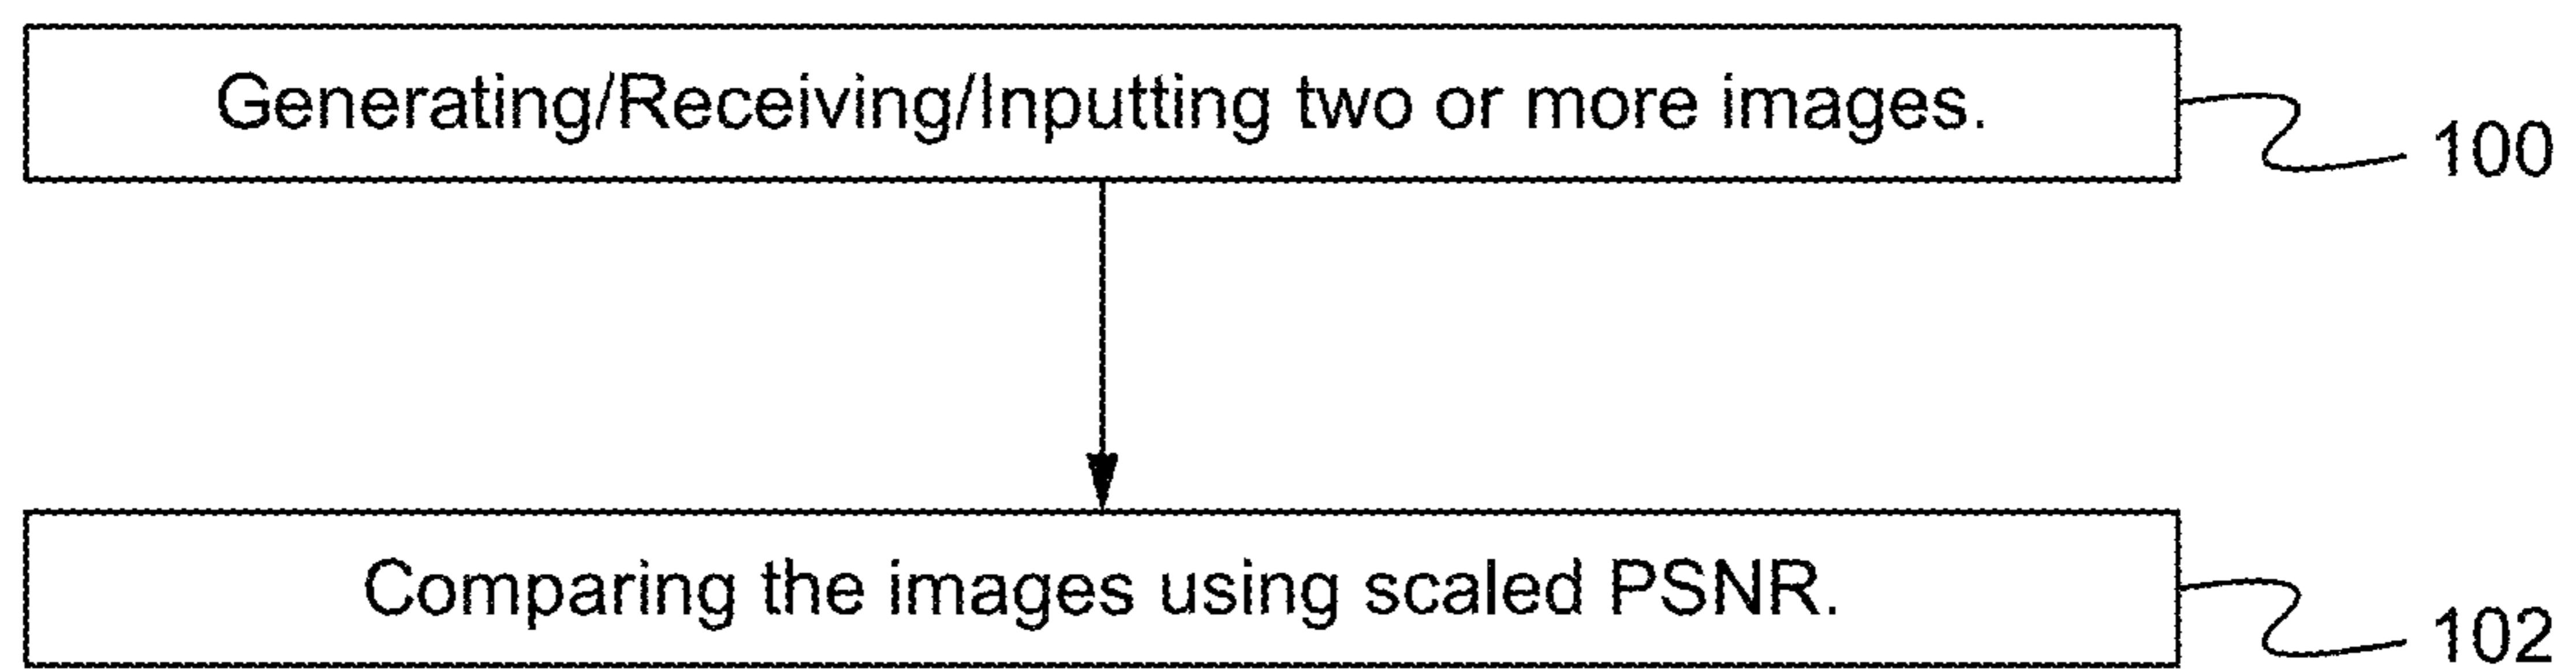 Generating/Receiving/Inputting two or more images.
100
Comparing the images using scaled PSNR.
102